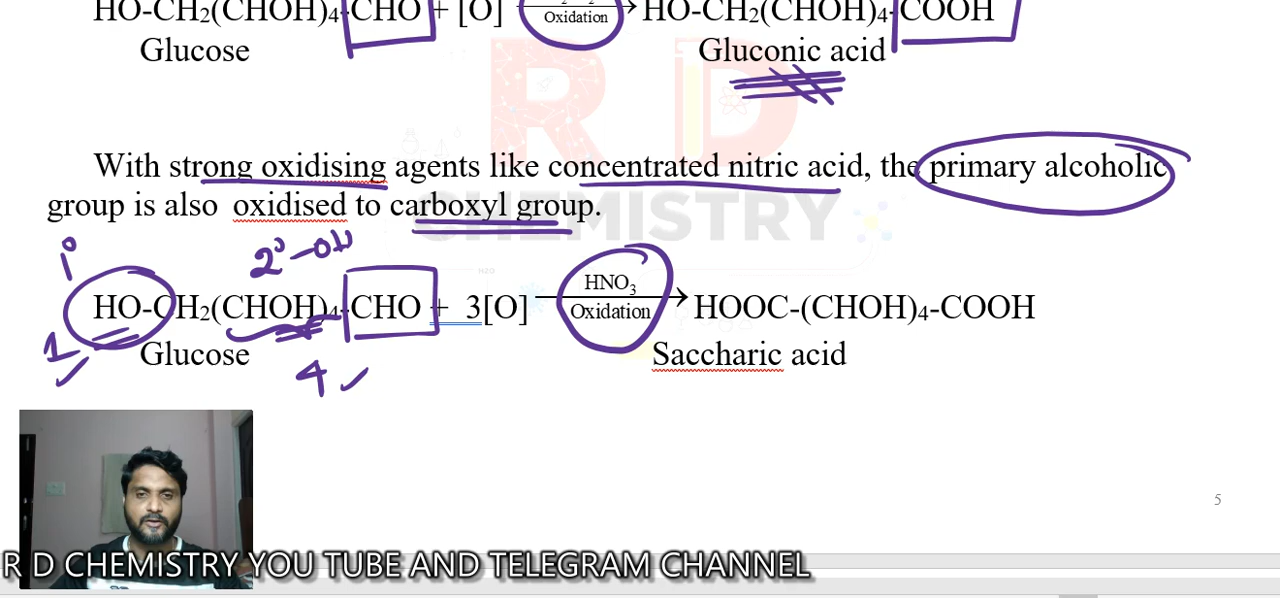 HO-CH₂(CHOH)₄-CHO + [O] Oxidation HO-CH₂(CHOH)₄-COOH
Glucose Gluconic acid
R D
With strong oxidising agents like concentrated nitric acid, the primary alcoholic
group is also oxidised to carboxyl group.
CHEMISTRY
1° 2°-OH
HNO₃
HO-CH₂(CHOH)₄-CHO + 3[O] Oxidation HOOC-(CHOH)₄-COOH
1 Glucose Saccharic acid
4
5
R D CHEMISTRY YOU TUBE AND TELEGRAM CHANNEL